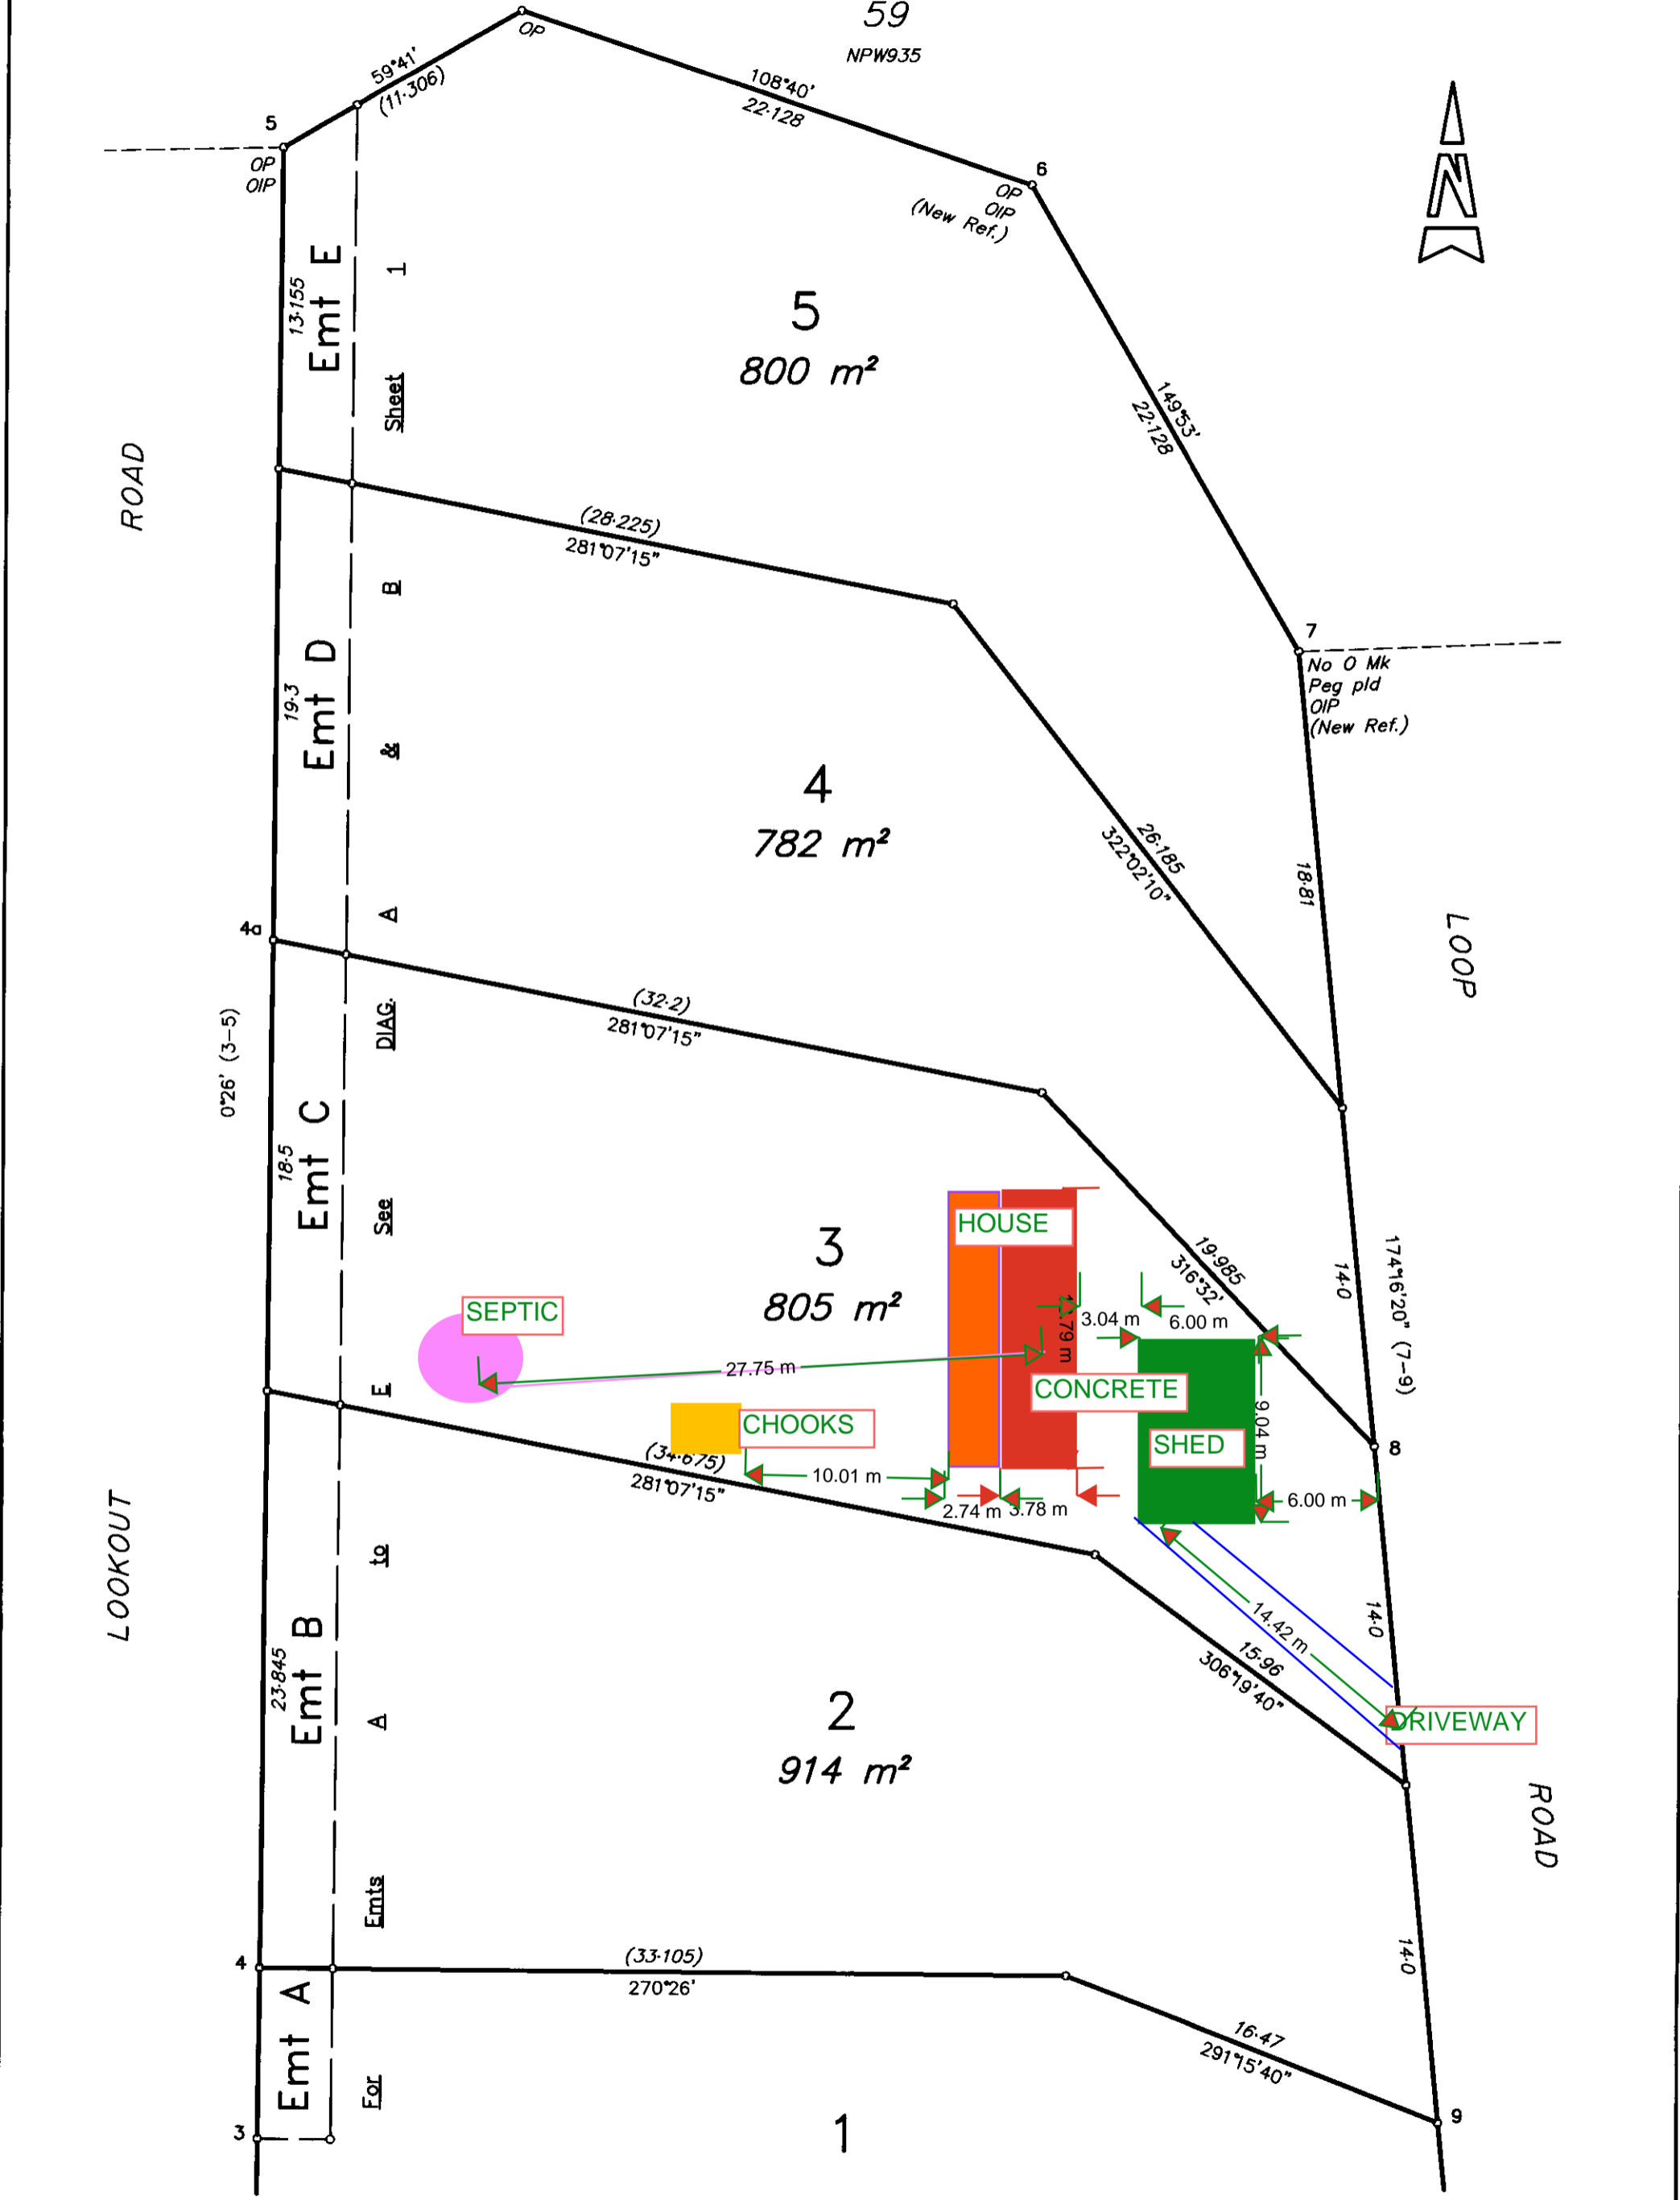 59
NPW935
OP
59°41'
(11·306)
108°40'
22·128
5
OP
OIP
6
OP
OIP
(New Ref.)
N
13·155
Emt E
1
Sheet
5
800 m²
149°53'
22·128
ROAD
(28·225)
281°07'15"
B
7
No O Mk
Peg pld
OIP
(New Ref.)
19·3
Emt D
&
4
782 m²
26·185
322°02'10"
18·81
LOOP
4a
A
(32·2)
281°07'15"
DIAG.
0°26' (3–5)
18·5
Emt C
See
3
805 m²
HOUSE
19·985
316°32'
14·0
174°16'20" (7–9)
SEPTIC
3.04 m
6.00 m
27.75 m
CONCRETE
E
CHOOKS
9.04 m
SHED
8
(34·675)
281°07'15"
10.01 m
2.74 m
3.78 m
6.00 m
LOOKOUT
to
23·845
Emt B
A
2
914 m²
14.42 m
15·96
306°19'40"
14·0
DRIVEWAY
ROAD
Emts
4
(33·105)
270°26'
14·0
Emt A
For
16·47
291°15'40"
3
1
9